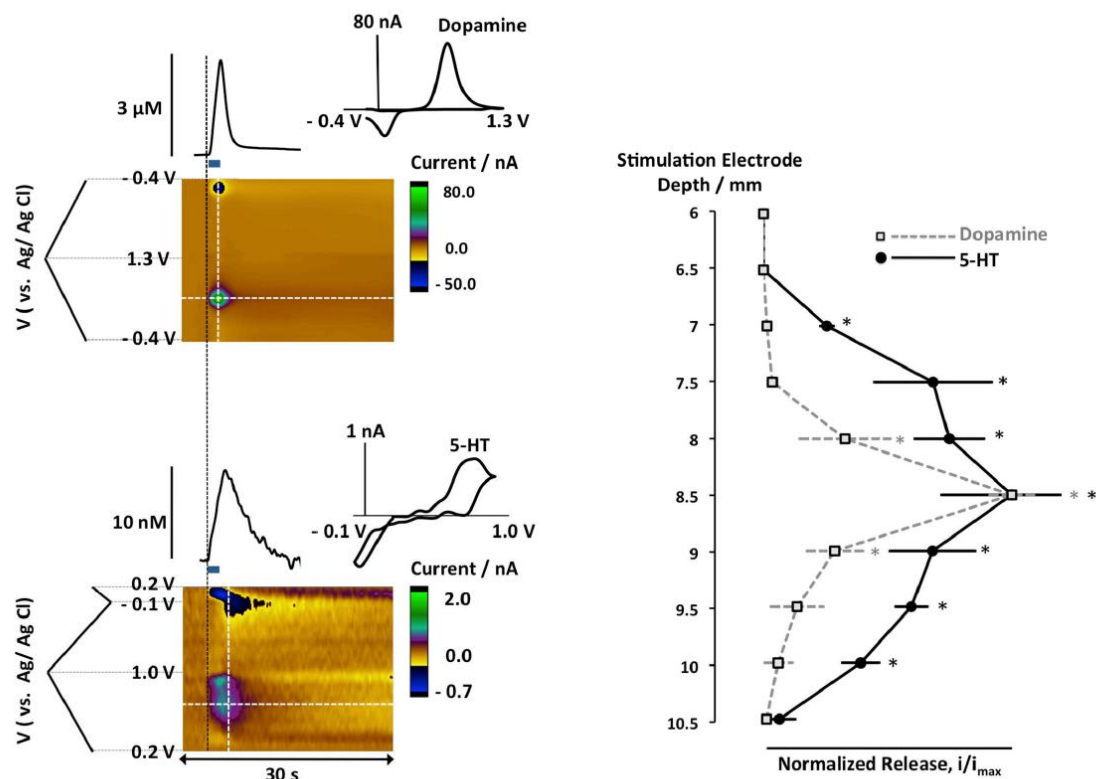 80 nA
Dopamine
3 μM
- 0.4 V
1.3 V
Current / nA
V ( vs. Ag/ Ag Cl)
- 0.4 V
1.3 V
- 0.4 V
80.0
0.0
- 50.0
1 nA
5-HT
10 nM
- 0.1 V
1.0 V
Current / nA
V ( vs. Ag/ Ag Cl)
0.2 V
- 0.1 V
1.0 V
0.2 V
2.0
0.0
- 0.7
30 s
Stimulation Electrode
Depth / mm
6
6.5
7
7.5
8
8.5
9
9.5
10
10.5
Dopamine
5-HT
*
*
*
*
* *
*
*
*
*
Normalized Release, i/imax